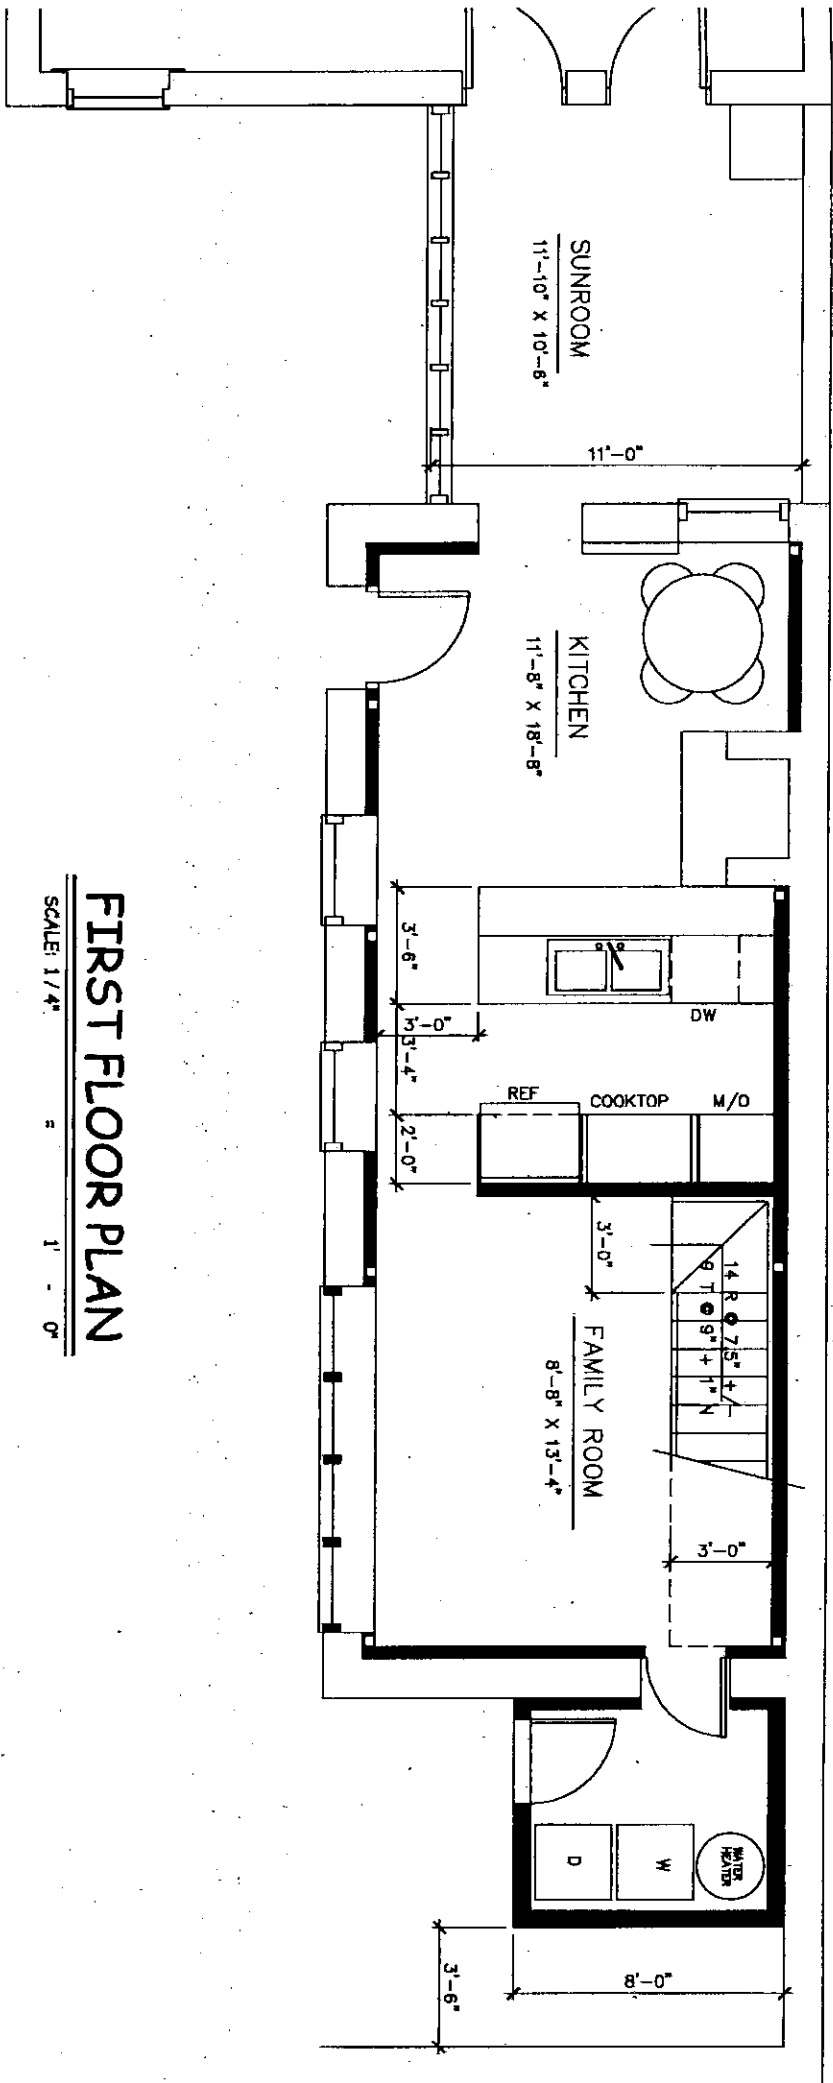 SUNROOM
11'-10" X 10'-6"
11'-0"
KITCHEN
11'-8" X 18'-8"
3'-6"
3'-0"
3'-4"
2'-0"
DW
REF
COOKTOP
M/O
3'-0"
14 R @ 7.5" +/-
9 T @ 9" + 1" N
FAMILY ROOM
8'-8" X 13'-4"
3'-0"
WATER
HEATER
W
D
8'-0"
3'-6"
FIRST FLOOR PLAN
SCALE: 1/4" = 1' - 0"